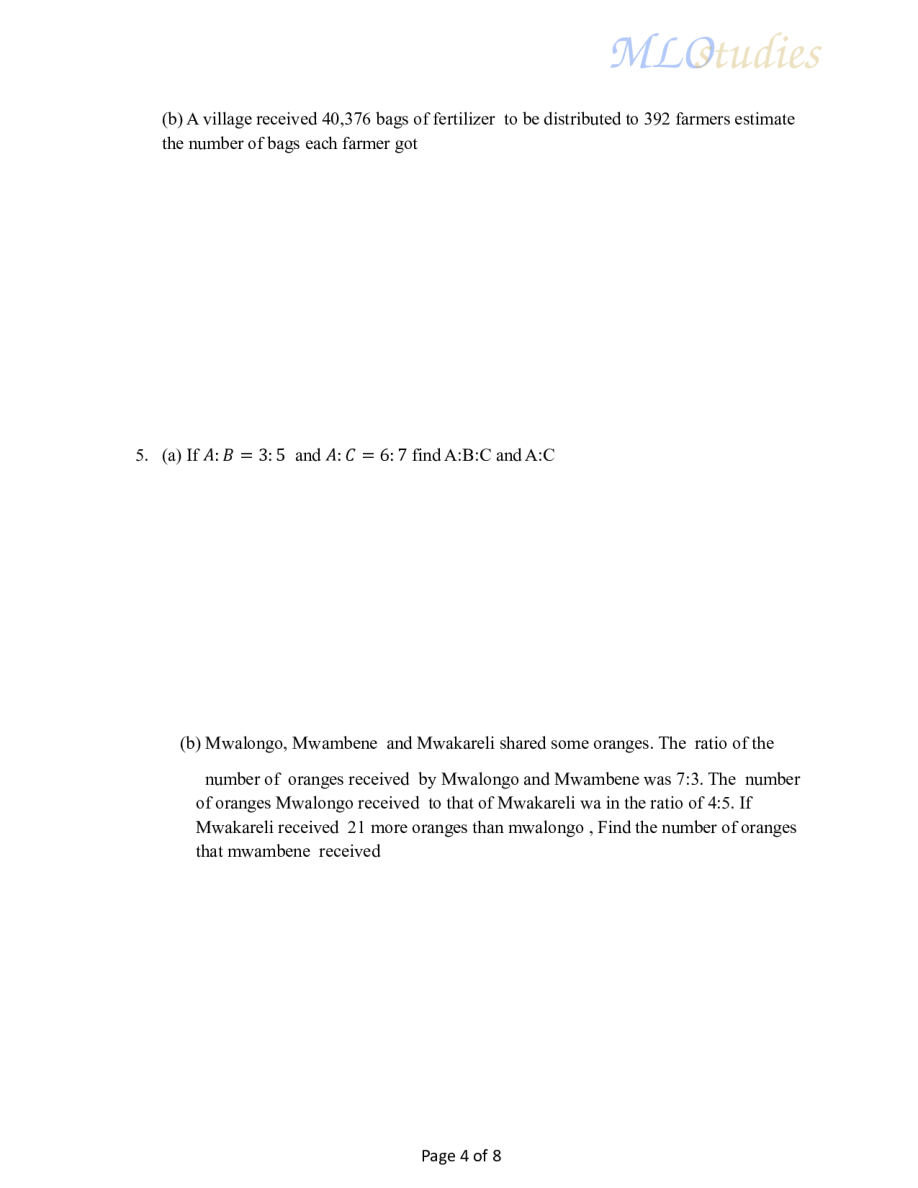 MLOstudies
(b) A village received 40,376 bags of fertilizer to be distributed to 392 farmers estimate
the number of bags each farmer got
5. (a) If A: B = 3: 5 and A: C = 6: 7 find A:B:C and A:C
(b) Mwalongo, Mwambene and Mwakareli shared some oranges. The ratio of the
number of oranges received by Mwalongo and Mwambene was 7:3. The number
of oranges Mwalongo received to that of Mwakareli wa in the ratio of 4:5. If
Mwakareli received 21 more oranges than mwalongo , Find the number of oranges
that mwambene received
Page 4 of 8